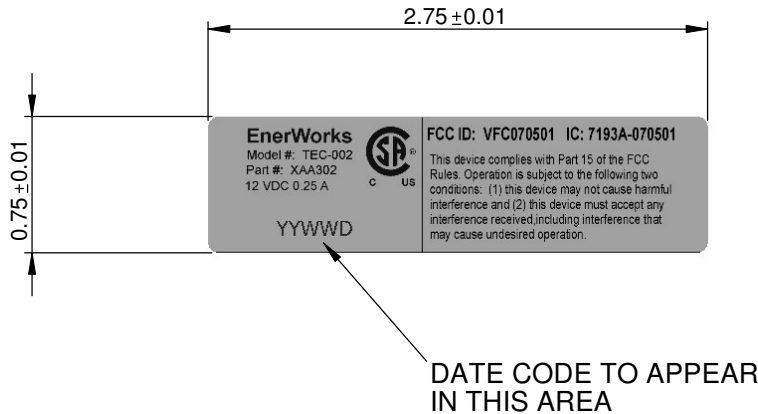 2.75±0.01
0.75±0.01
EnerWorks
Model #: TEC-002
Part #: XAA302
12 VDC 0.25 A
YYWWD
SA ®
C US
FCC ID: VFC070501 IC: 7193A-070501
This device complies with Part 15 of the FCC
Rules. Operation is subject to the following two
conditions: (1) this device may not cause harmful
interference and (2) this device must accept any
interference received,including interference that
may cause undesired operation.
DATE CODE TO APPEAR
IN THIS AREA